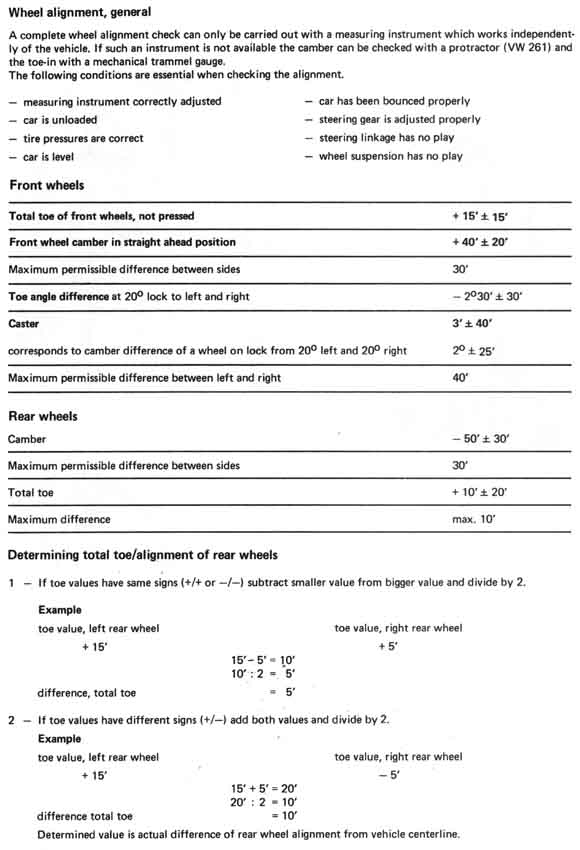 Wheel alignment, general
A complete wheel alignment check can only be carried out with a measuring instrument which works independent-
ly of the vehicle. If such an instrument is not available the camber can be checked with a protractor (VW 261) and
the toe-in with a mechanical trammel gauge.
The following conditions are essential when checking the alignment.
— measuring instrument correctly adjusted — car has been bounced properly
— car is unloaded — steering gear is adjusted properly
— tire pressures are correct — steering linkage has no play
— car is level — wheel suspension has no play
Front wheels
Total toe of front wheels, not pressed + 15′ ± 15′
Front wheel camber in straight ahead position + 40′ ± 20′
Maximum permissible difference between sides 30′
Toe angle difference at 20º lock to left and right — 2º30′ ± 30′
Caster 3′ ± 40′
corresponds to camber difference of a wheel on lock from 20º left and 20º right 2º ± 25′
Maximum permissible difference between left and right 40′
Rear wheels
Camber — 50′ ± 30′
Maximum permissible difference between sides 30′
Total toe + 10′ ± 20′
Maximum difference max. 10′
Determining total toe/alignment of rear wheels
1 — If toe values have same signs (+/+ or —/—) subtract smaller value from bigger value and divide by 2.
Example
toe value, left rear wheel toe value, right rear wheel
+ 15′ + 5′
15′ — 5′ = 10′
10′ : 2 = 5′
difference, total toe = 5′
2 — If toe values have different signs (+/—) add both values and divide by 2.
Example
toe value, left rear wheel toe value, right rear wheel
+ 15′ — 5′
15′ + 5′ = 20′
20′ : 2 = 10′
difference total toe = 10′
Determined value is actual difference of rear wheel alignment from vehicle centerline.